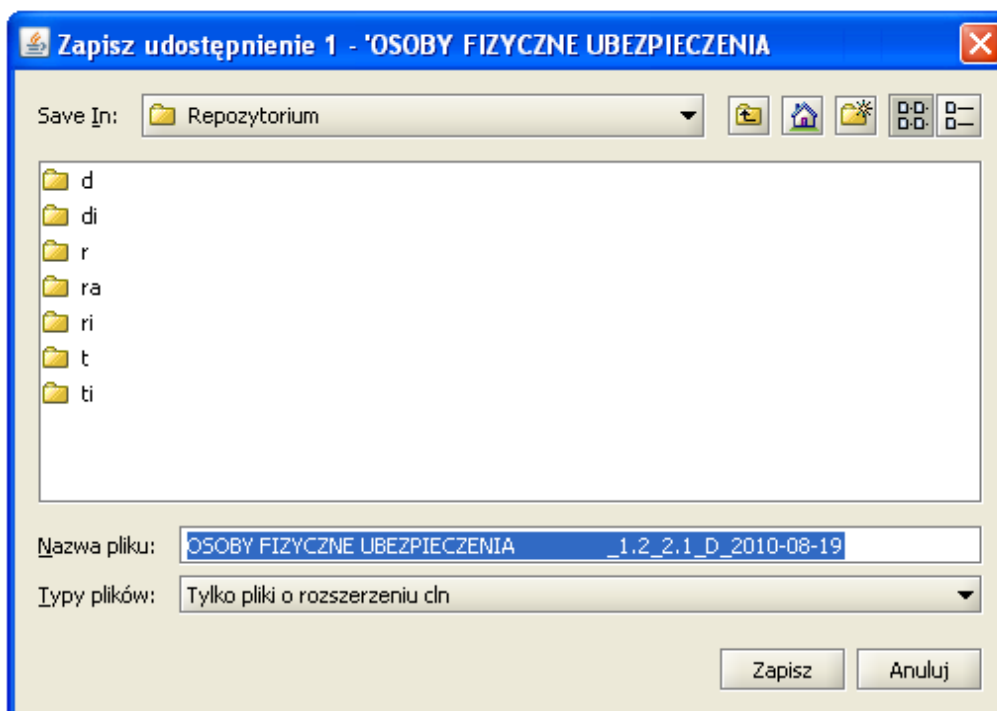 Zapisz udostępnienie 1 - 'OSOBY FIZYCZNE UBEZPIECZENIA
Save In: Repozytorium
d
di
r
ra
ri
t
ti
Nazwa pliku: OSOBY FIZYCZNE UBEZPIECZENIA _1.2_2.1_D_2010-08-19
Typy plików: Tylko pliki o rozszerzeniu cln
Zapisz Anuluj